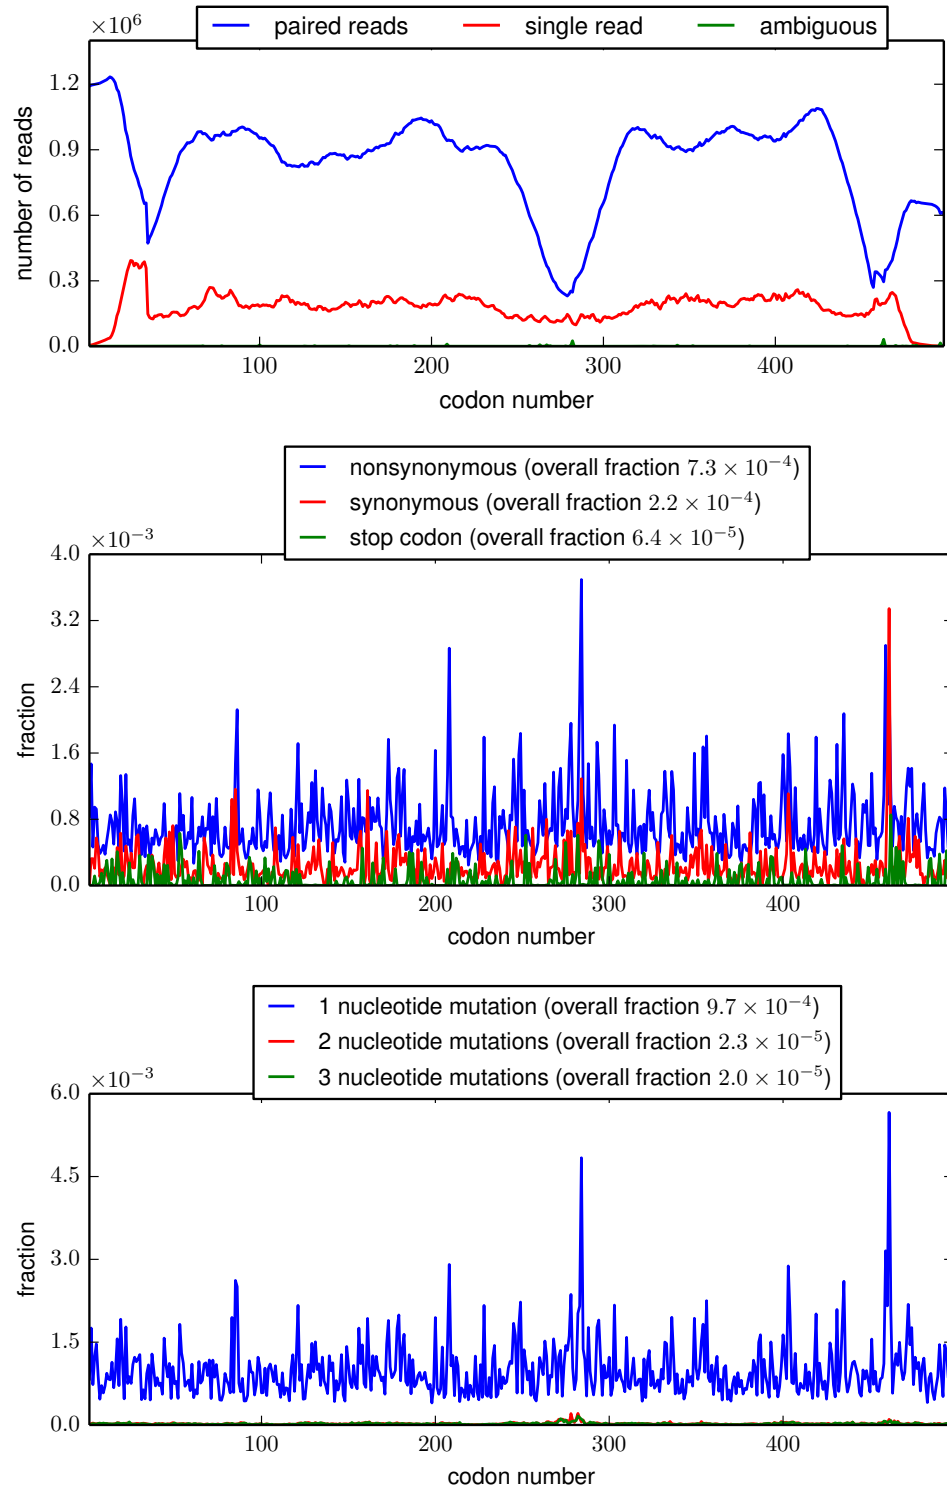 ×10⁶
paired reads single read ambiguous
1.2
0.9
0.6
0.3
0.0
number of reads
100 200 300 400
codon number
nonsynonymous (overall fraction 7.3 × 10⁻⁴)
synonymous (overall fraction 2.2 × 10⁻⁴)
stop codon (overall fraction 6.4 × 10⁻⁵)
×10⁻³
4.0
3.2
2.4
1.6
0.8
0.0
fraction
100 200 300 400
codon number
1 nucleotide mutation (overall fraction 9.7 × 10⁻⁴)
2 nucleotide mutations (overall fraction 2.3 × 10⁻⁵)
3 nucleotide mutations (overall fraction 2.0 × 10⁻⁵)
×10⁻³
6.0
4.5
3.0
1.5
0.0
fraction
100 200 300 400
codon number